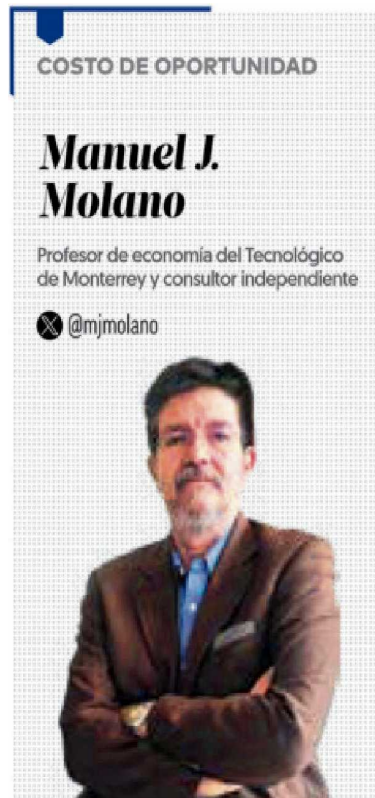 COSTO DE OPORTUNIDAD
Manuel J.
Molano
Profesor de economía del Tecnológico
de Monterrey y consultor independiente
@mjmolano